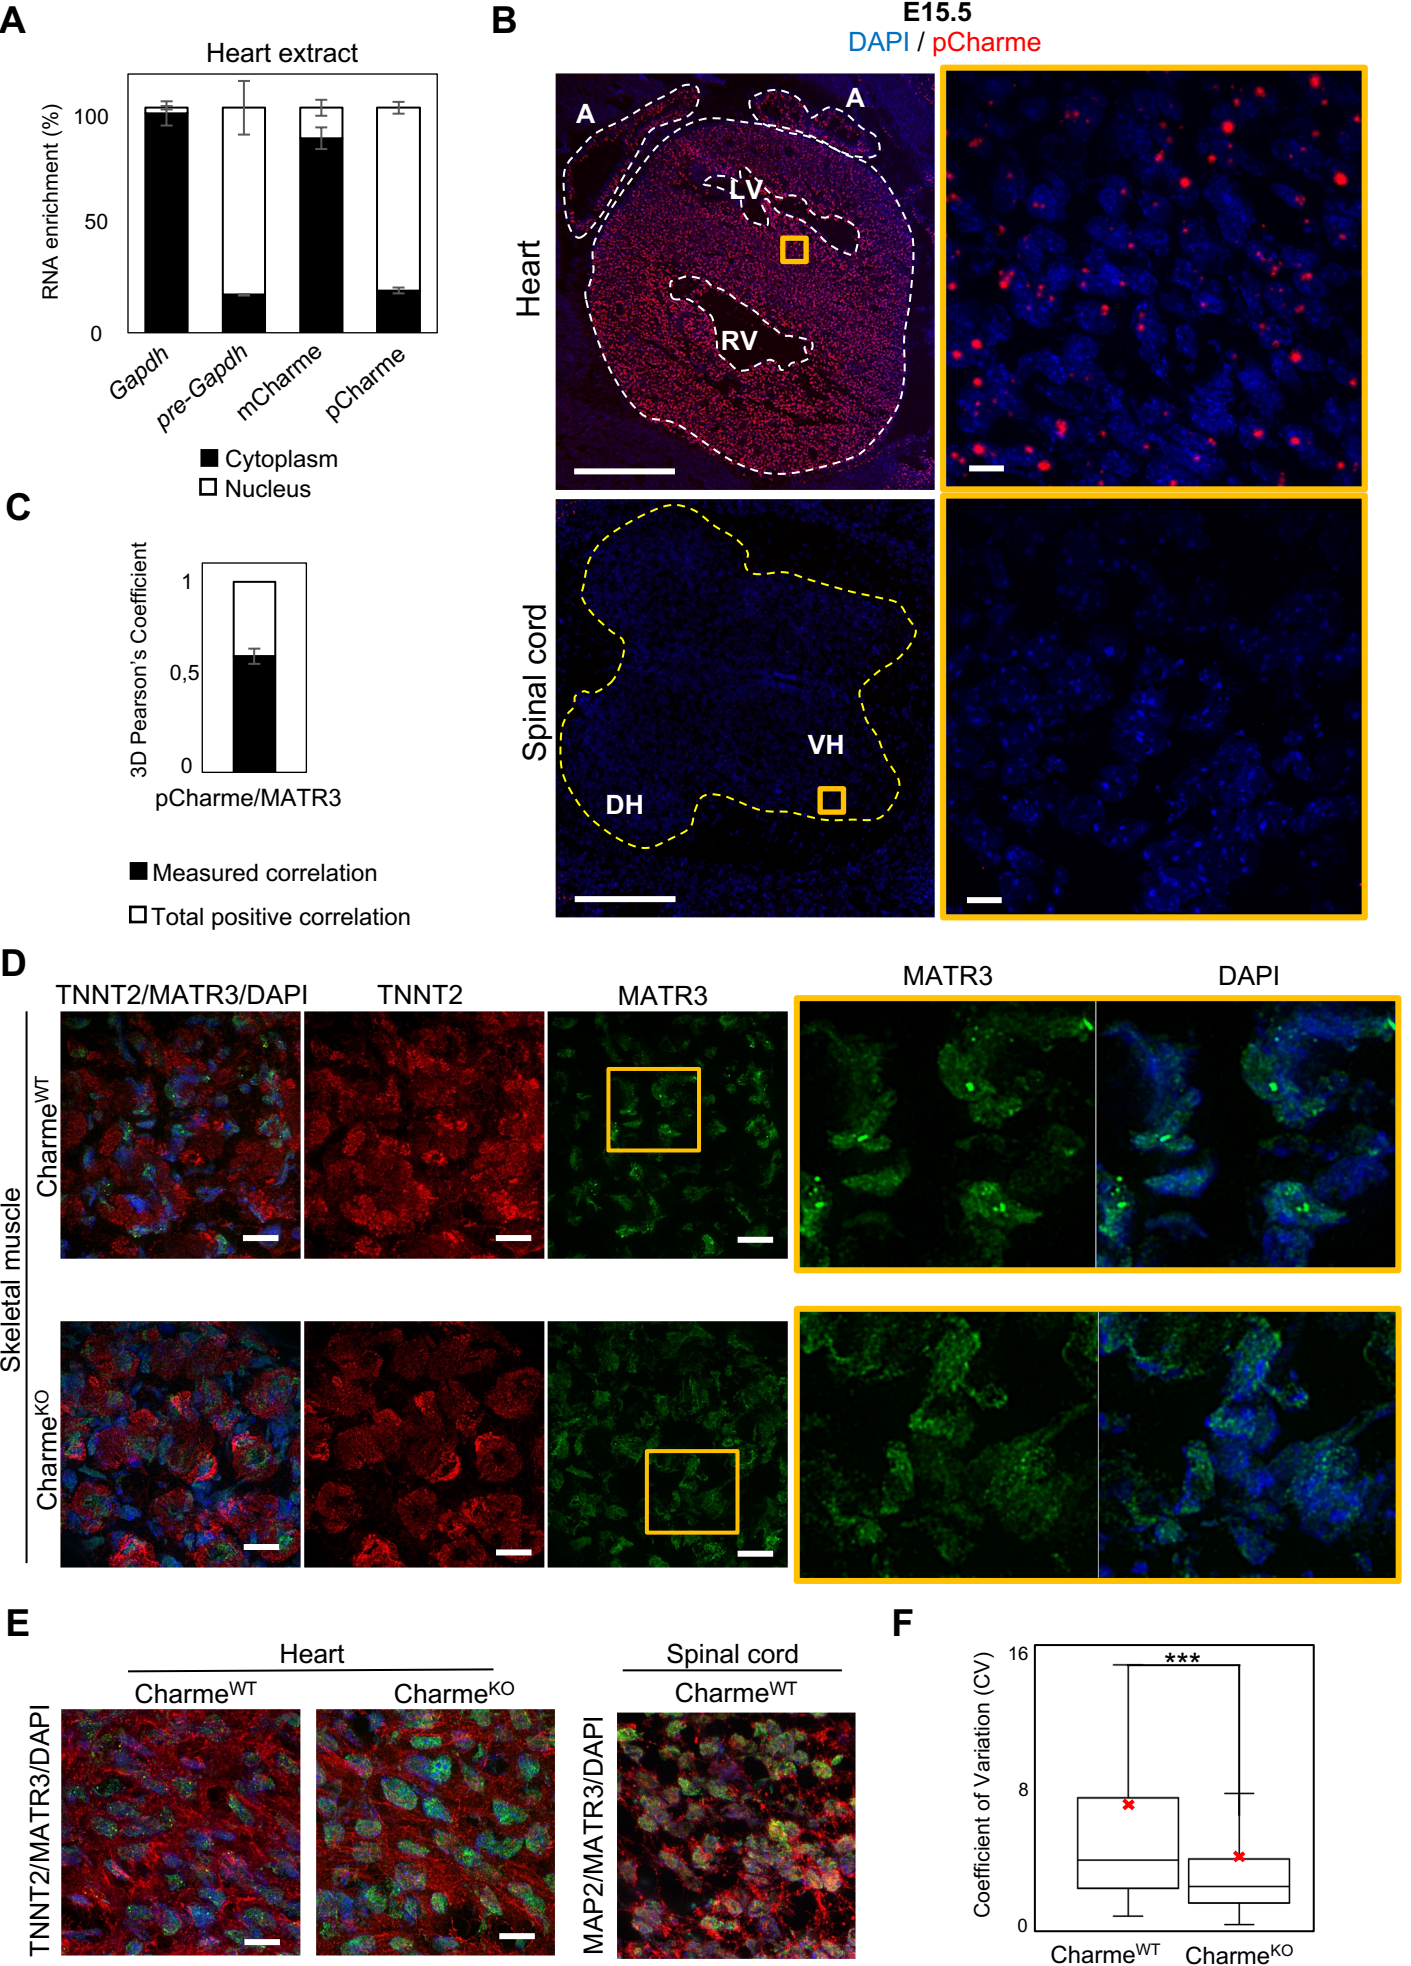 A
Heart extract
RNA enrichment (%)
100
50
0
Gapdh
pre-Gapdh
mCharme
pCharme
Cytoplasm
Nucleus
B
E15.5
DAPI / pCharme
Heart
A
A
LV
RV
Spinal cord
VH
DH
C
3D Pearson's Coefficient
1
0,5
0
pCharme/MATR3
Measured correlation
Total positive correlation
D
TNNT2/MATR3/DAPI
TNNT2
MATR3
MATR3
DAPI
Skeletal muscle
CharmeWT
CharmeKO
E
Heart
CharmeWT
CharmeKO
TNNT2/MATR3/DAPI
Spinal cord
CharmeWT
MAP2/MATR3/DAPI
F
Coefficient of Variation (CV)
16
8
0
***
CharmeWT
CharmeKO